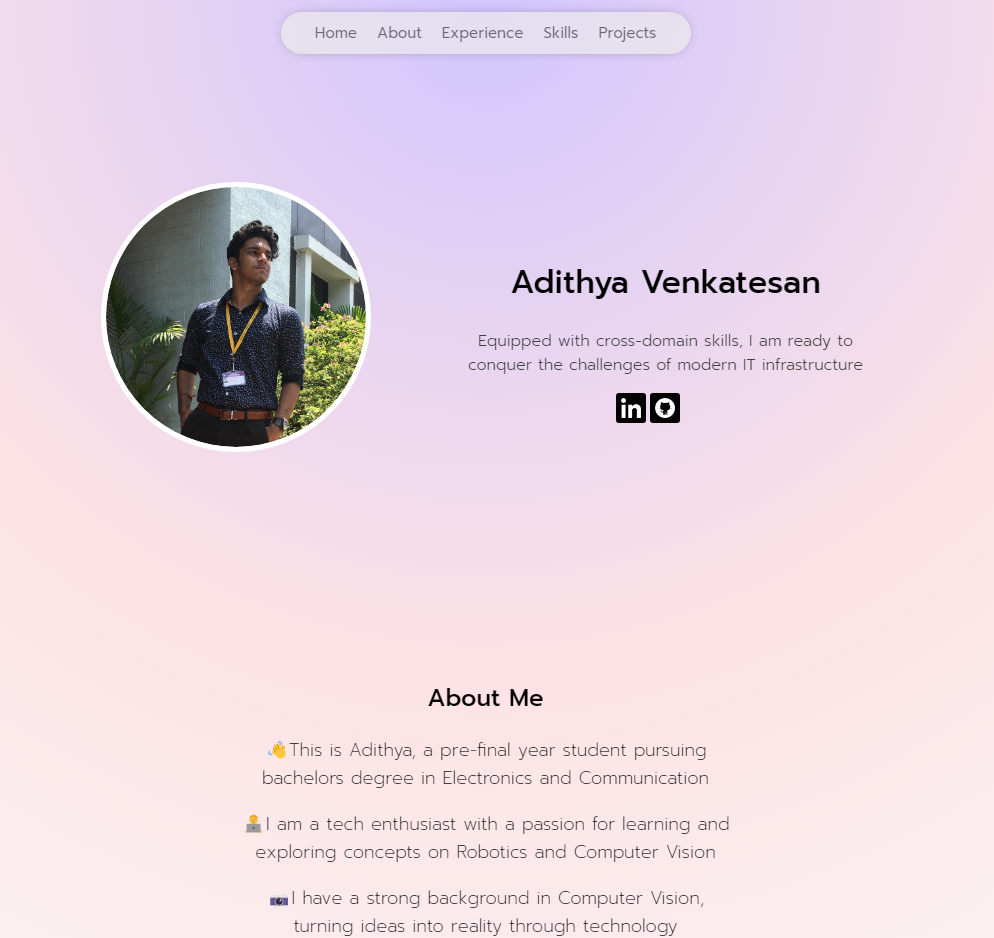 Home About Experience Skills Projects
Adithya Venkatesan
Equipped with cross-domain skills, I am ready to
conquer the challenges of modern IT infrastructure
in
About Me
👋This is Adithya, a pre-final year student pursuing
bachelors degree in Electronics and Communication
🧑‍💻I am a tech enthusiast with a passion for learning and
exploring concepts on Robotics and Computer Vision
📷I have a strong background in Computer Vision,
turning ideas into reality through technology